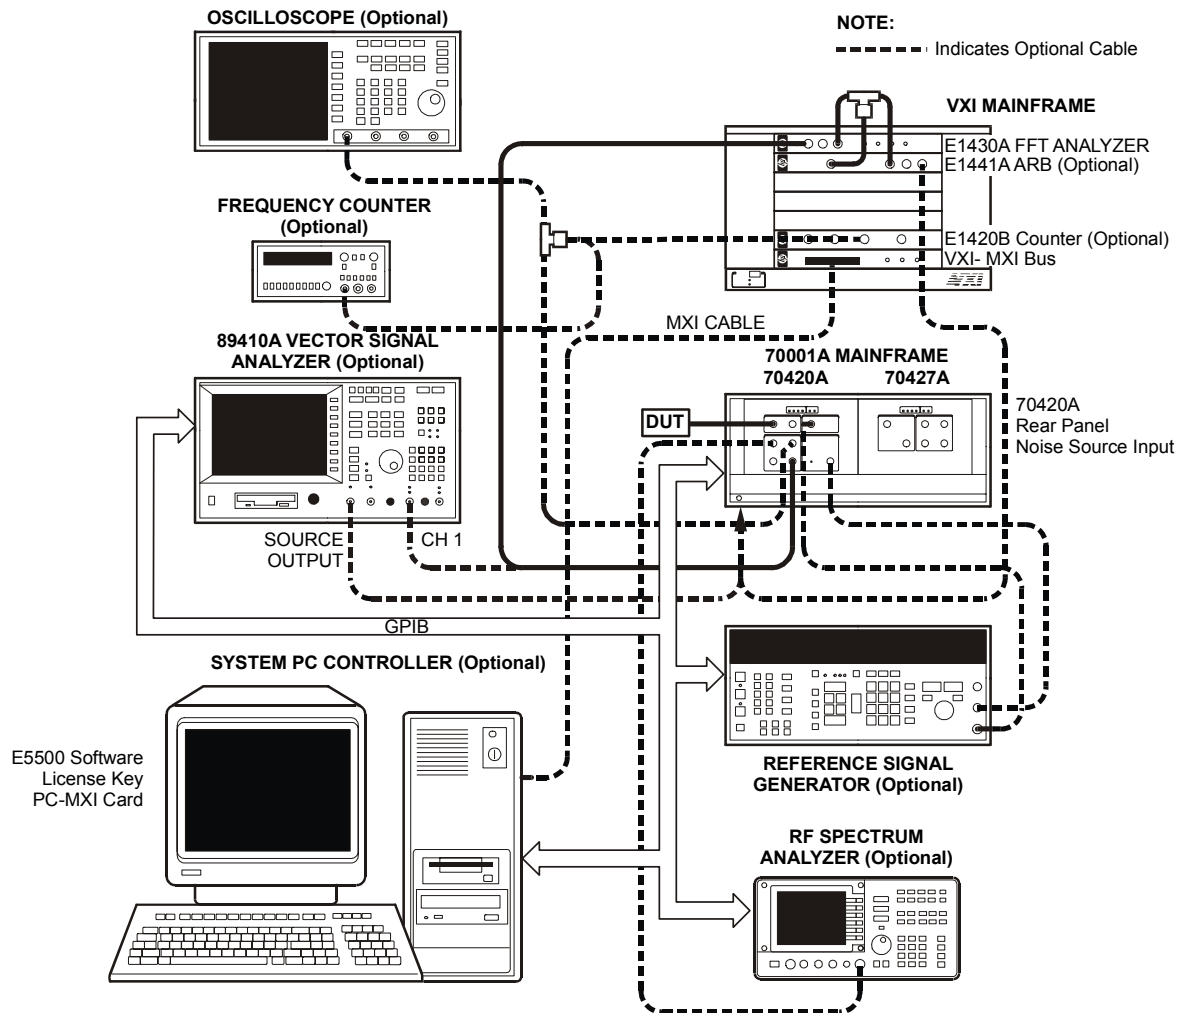 OSCILLOSCOPE (Optional)
NOTE:
Indicates Optional Cable
VXI MAINFRAME
E1430A FFT ANALYZER
E1441A ARB (Optional)
FREQUENCY COUNTER
(Optional)
E1420B Counter (Optional)
VXI- MXI Bus
VXI
MXI CABLE
89410A VECTOR SIGNAL
ANALYZER (Optional)
70001A MAINFRAME
70420A
70427A
DUT
70420A
Rear Panel
Noise Source Input
SOURCE
OUTPUT
CH 1
GPIB
SYSTEM PC CONTROLLER (Optional)
E5500 Software
License Key
PC-MXI Card
REFERENCE SIGNAL
GENERATOR (Optional)
RF SPECTRUM
ANALYZER (Optional)